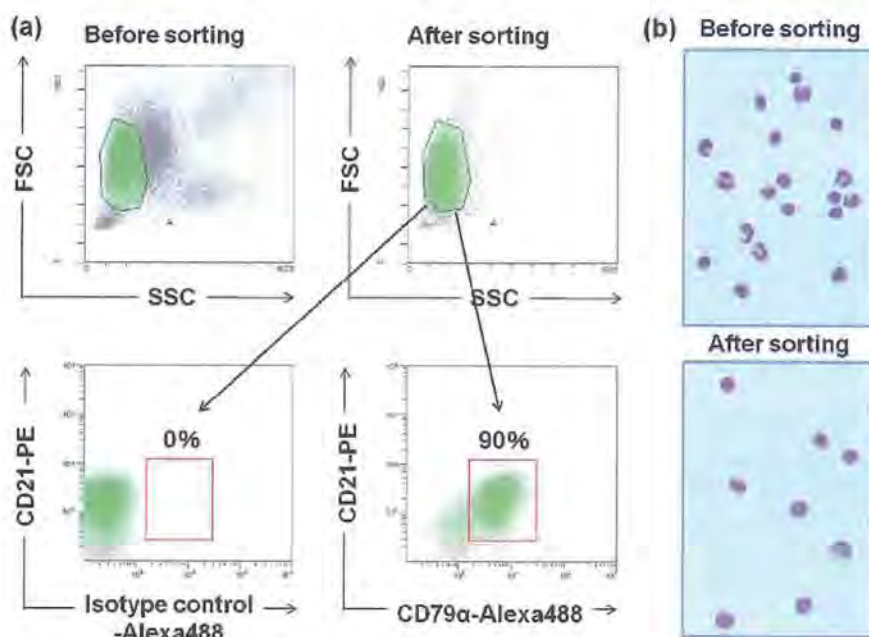 (a)
Before sorting
After sorting
(b)
Before sorting
FSC
FSC
SSC
SSC
After sorting
0%
90%
CD21-PE
CD21-PE
Isotype control
-Alexa488
CD79α-Alexa488